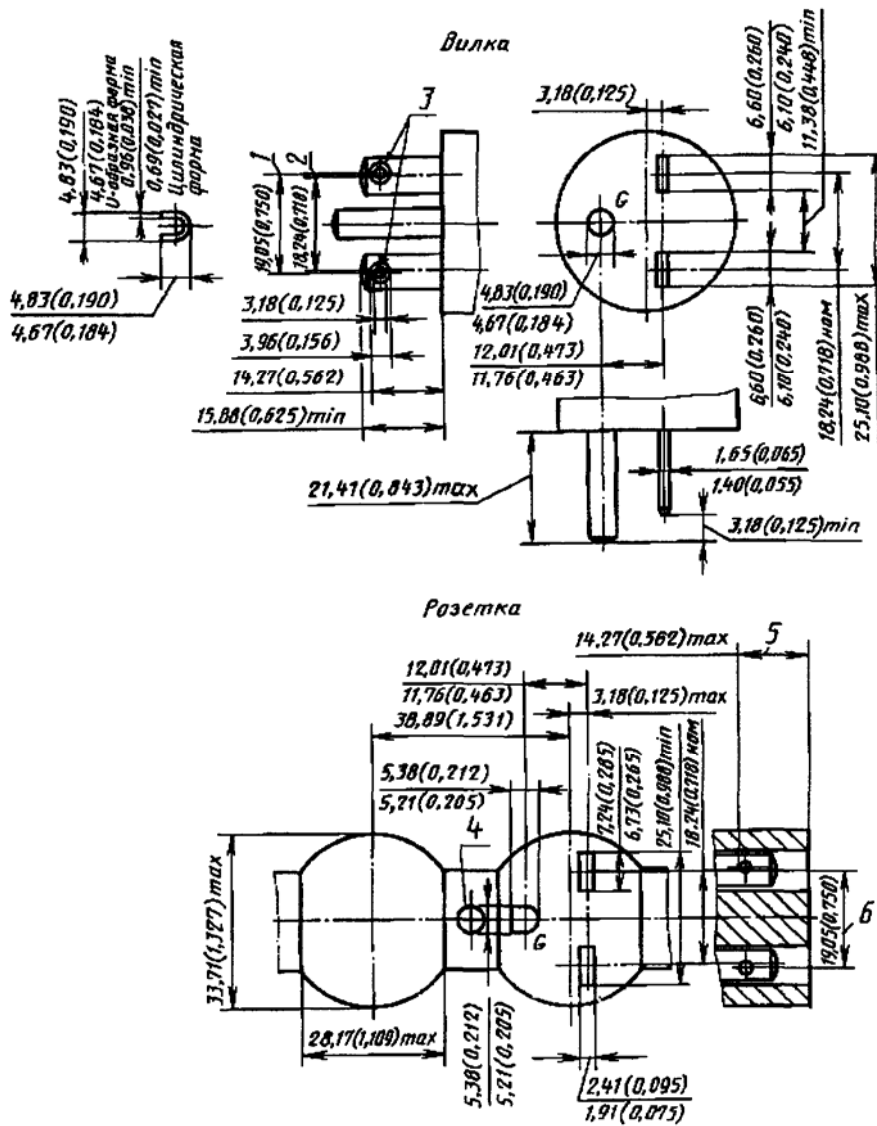 Вилка
4,83(0,190)
4,67(0,184)
U-образная форма
0,96(0,038)min
0,69(0,027)min
Цилиндрическая
форма
4,83(0,190)
4,67(0,184)
1
2
3
19,05(0,750)
18,24(0,718)
3,18(0,125)
3,96(0,156)
14,27(0,562)
15,88(0,625)min
3,18(0,125)
6,60(0,260)
6,10(0,240)
11,38(0,448)min
G
4,83(0,190)
4,67(0,184)
12,01(0,473)
11,76(0,463)
6,60(0,260)
6,10(0,240)
18,24(0,718)ном
25,10(0,988)max
21,41(0,843)max
1,65(0,065)
1,40(0,055)
3,18(0,125)min
Розетка
12,01(0,473)
11,76(0,463)
38,89(1,531)
14,27(0,562)max
5
3,18(0,125)max
5,38(0,212)
5,21(0,205)
7,24(0,285)
6,73(0,265)
25,10(0,988)min
18,24(0,718)ном
4
G
33,71(1,327)max
28,17(1,109)max
5,38(0,212)
5,21(0,205)
19,05(0,750)
6
2,41(0,095)
1,91(0,075)